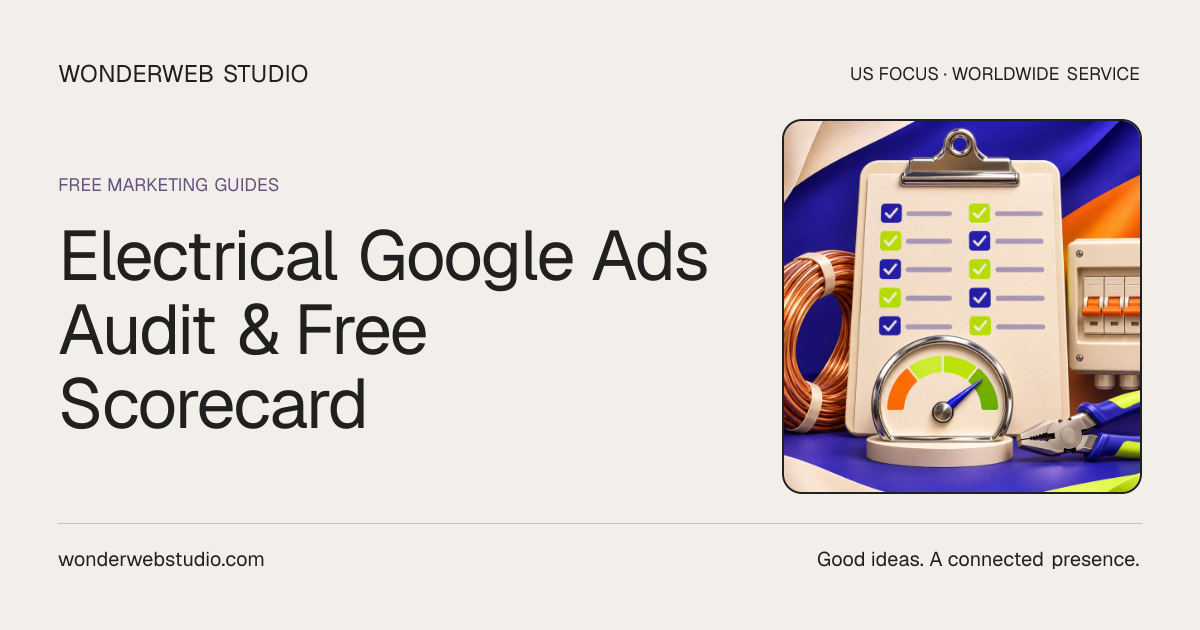 WONDERWEB STUDIO
US FOCUS · WORLDWIDE SERVICE
FREE MARKETING GUIDES
Electrical Google Ads
Audit & Free
Scorecard
wonderwebstudio.com
Good ideas. A connected presence.